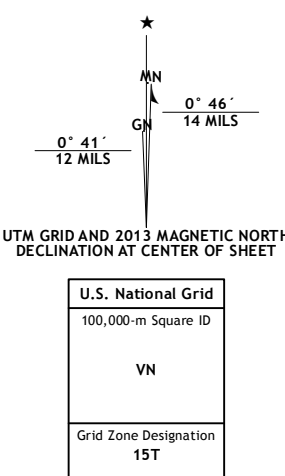 ★
MN
0° 46´
14 MILS
GN
0° 41´
12 MILS
UTM GRID AND 2013 MAGNETIC NORTH
DECLINATION AT CENTER OF SHEET
U.S. National Grid
100,000-m Square ID
VN
Grid Zone Designation
15T